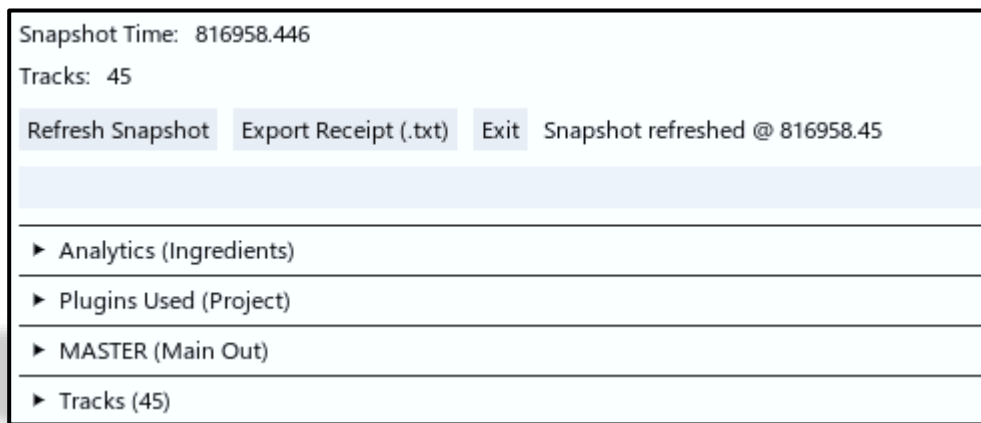 Snapshot Time: 816958.446
Tracks: 45
Refresh Snapshot Export Receipt (.txt) Exit Snapshot refreshed @ 816958.45
Analytics (Ingredients)
Plugins Used (Project)
MASTER (Main Out)
Tracks (45)